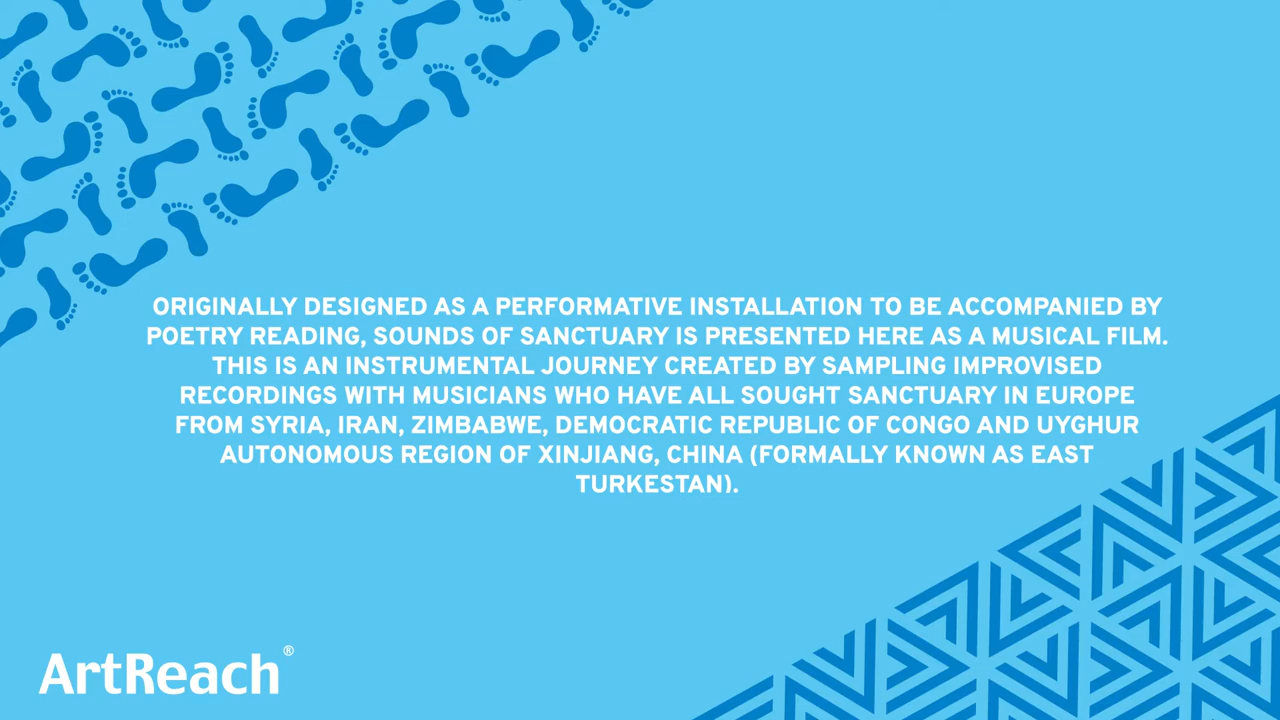 ORIGINALLY DESIGNED AS A PERFORMATIVE INSTALLATION TO BE ACCOMPANIED BY
POETRY READING, SOUNDS OF SANCTUARY IS PRESENTED HERE AS A MUSICAL FILM.
THIS IS AN INSTRUMENTAL JOURNEY CREATED BY SAMPLING IMPROVISED
RECORDINGS WITH MUSICIANS WHO HAVE ALL SOUGHT SANCTUARY IN EUROPE
FROM SYRIA, IRAN, ZIMBABWE, DEMOCRATIC REPUBLIC OF CONGO AND UYGHUR
AUTONOMOUS REGION OF XINJIANG, CHINA (FORMALLY KNOWN AS EAST
TURKESTAN).
ArtReach®